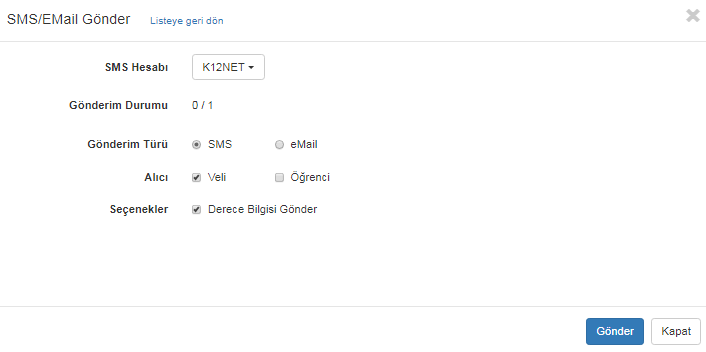 SMS/EMail Gönder Listeye geri dön
SMS Hesabı K12NET
Gönderim Durumu 0 / 1
Gönderim Türü SMS eMail
Alıcı Veli Öğrenci
Seçenekler Derece Bilgisi Gönder
Gönder Kapat